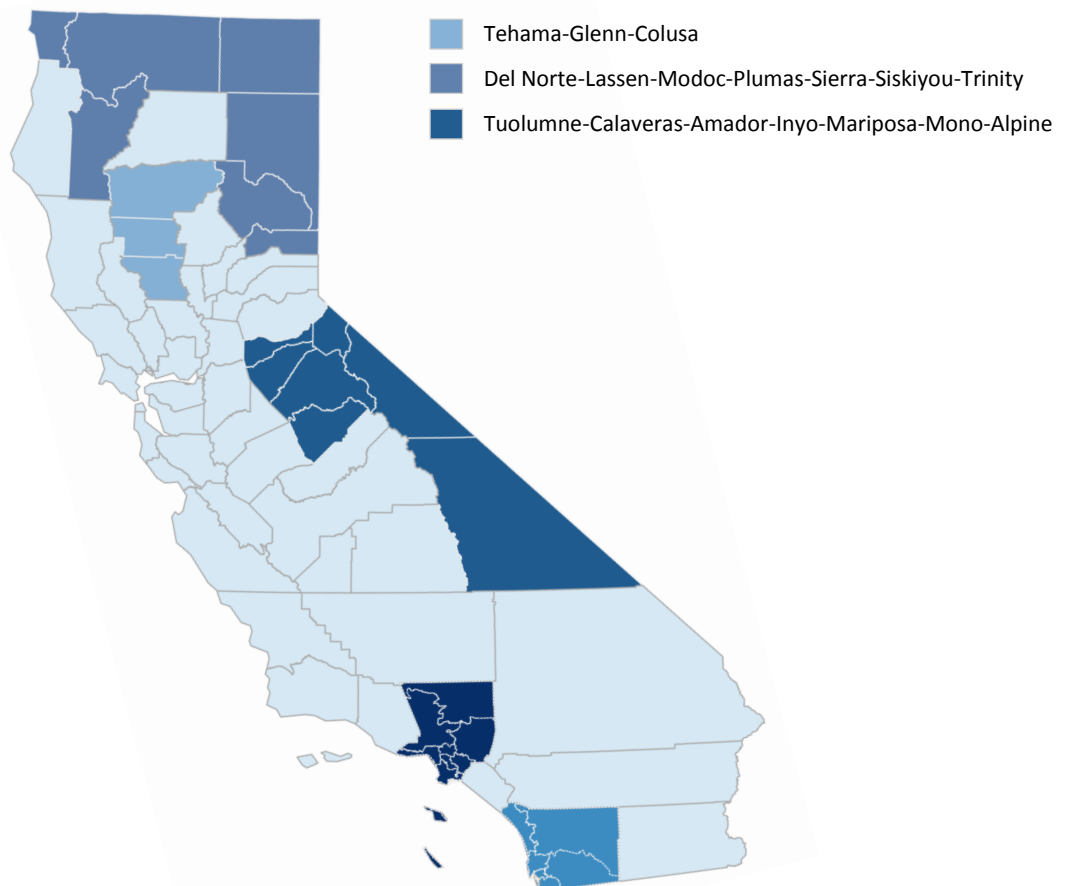 Tehama-Glenn-Colusa
Del Norte-Lassen-Modoc-Plumas-Sierra-Siskiyou-Trinity
Tuolumne-Calaveras-Amador-Inyo-Mariposa-Mono-Alpine